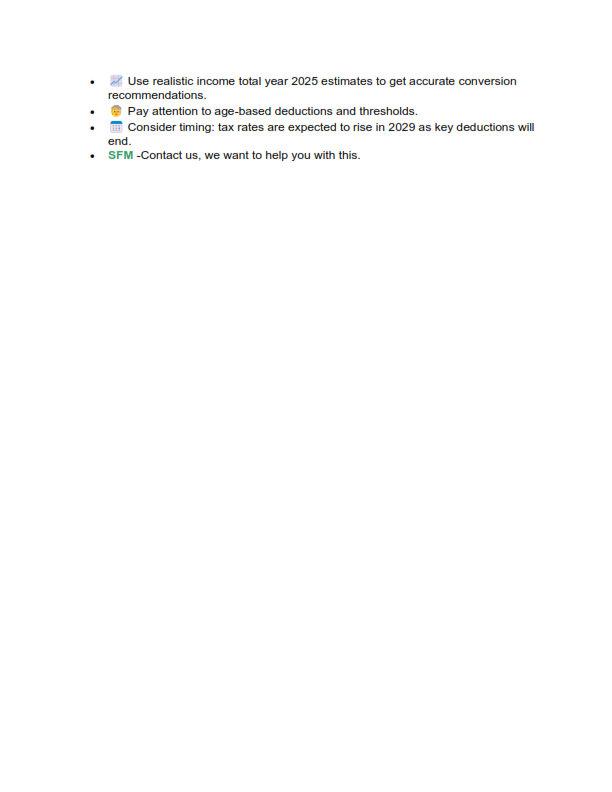 • 📈 Use realistic income total year 2025 estimates to get accurate conversion
recommendations.
• 👴 Pay attention to age-based deductions and thresholds.
• 📅 Consider timing: tax rates are expected to rise in 2029 as key deductions will
end.
• SFM -Contact us, we want to help you with this.